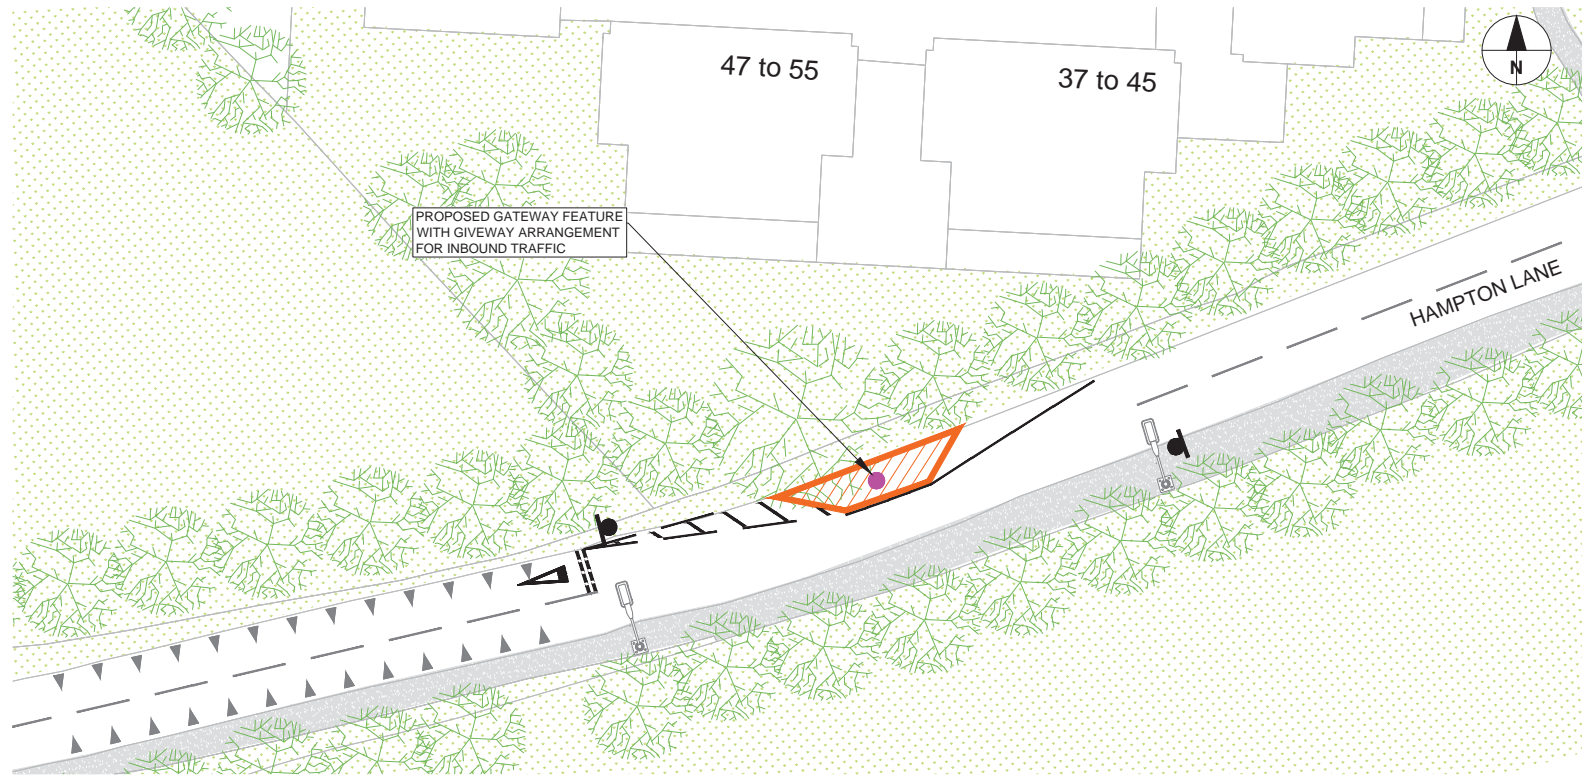 47 to 55
37 to 45
N
PROPOSED GATEWAY FEATURE
WITH GIVEWAY ARRANGEMENT
FOR INBOUND TRAFFIC
HAMPTON LANE